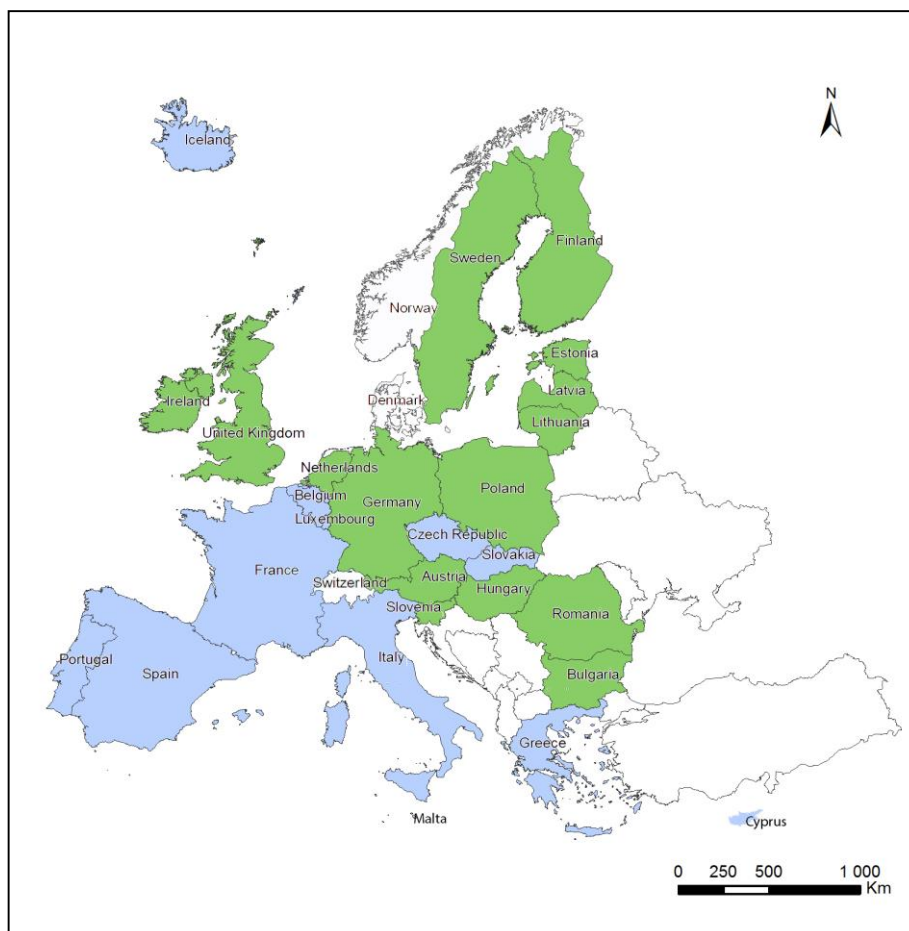 N
Iceland
Finland
Sweden
Norway
Estonia
Latvia
Denmark
Ireland
Lithuania
United Kingdom
Netherlands
Poland
Belgium
Germany
Luxembourg
Czech Republic
Slovakia
France
Switzerland
Austria
Hungary
Slovenia
Romania
Portugal
Italy
Spain
Bulgaria
Greece
Malta
Cyprus
0 250 500 1 000
Km